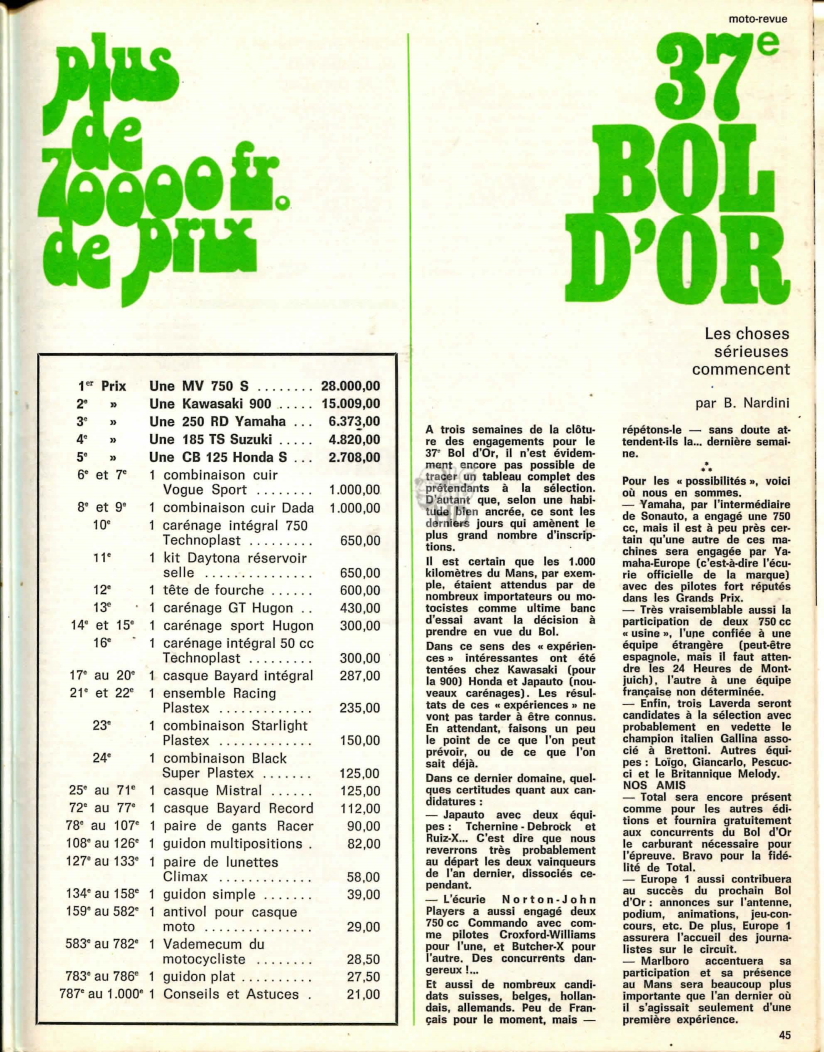 moto-revue
plus
de
70000 fr.
de prix
1er Prix Une MV 750 S ........ 28.000,00
2e » Une Kawasaki 900 ..... 15.009,00
3e » Une 250 RD Yamaha ... 6.373,00
4e » Une 185 TS Suzuki ..... 4.820,00
5e » Une CB 125 Honda S ... 2.708,00
6e et 7e 1 combinaison cuir
Vogue Sport ........ 1.000,00
8e et 9e 1 combinaison cuir Dada 1.000,00
10e 1 carénage intégral 750
Technoplast ......... 650,00
11e 1 kit Daytona réservoir
selle .............. 650,00
12e 1 tête de fourche ...... 600,00
13e 1 carénage GT Hugon .. 430,00
14e et 15e 1 carénage sport Hugon 300,00
16e 1 carénage intégral 50 cc
Technoplast ......... 300,00
17e au 20e 1 casque Bayard intégral 287,00
21e et 22e 1 ensemble Racing
Plastex ............. 235,00
23e 1 combinaison Starlight
Plastex ............. 150,00
24e 1 combinaison Black
Super Plastex ....... 125,00
25e au 71e 1 casque Mistral ...... 125,00
72e au 77e 1 casque Bayard Record 112,00
78e au 107e 1 paire de gants Racer 90,00
108e au 126e 1 guidon multipositions . 82,00
127e au 133e 1 paire de lunettes
Climax ............. 58,00
134e au 158e 1 guidon simple ....... 39,00
159e au 582e 1 antivol pour casque
moto ............... 29,00
583e au 782e 1 Vademecum du
motocycliste ........ 28,50
783e au 786e 1 guidon plat .......... 27,50
787e au 1.000e 1 Conseils et Astuces . 21,00
37e
BOL
D'OR
Les choses
sérieuses
commencent
par B. Nardini
A trois semaines de la clôtu-
re des engagements pour le
37e Bol d'Or, il n'est évidem-
ment encore pas possible de
tracer un tableau complet des
prétendants à la sélection.
D'autant que, selon une habi-
tude bien ancrée, ce sont les
derniers jours qui amènent le
plus grand nombre d'inscrip-
tions.
Il est certain que les 1.000
kilomètres du Mans, par exem-
ple, étaient attendus par de
nombreux importateurs ou mo-
tocistes comme ultime banc
d'essai avant la décision à
prendre en vue du Bol.
Dans ce sens des « expérien-
ces » intéressantes ont été
tentées chez Kawasaki (pour
la 900) Honda et Japauto (nou-
veaux carénages). Les résul-
tats de ces « expériences » ne
vont pas tarder à être connus.
En attendant, faisons un peu
le point de ce que l'on peut
prévoir, ou de ce que l'on
sait déjà.
Dans ce dernier domaine, quel-
ques certitudes quant aux can-
didatures :
— Japauto avec deux équi-
pes : Tchernine - Debrock et
Ruiz-X... C'est dire que nous
reverrons très probablement
au départ les deux vainqueurs
de l'an dernier, dissociés ce-
pendant.
— L'écurie Norton-John
Players a aussi engagé deux
750 cc Commando avec com-
me pilotes Croxford-Williams
pour l'une, et Butcher-X pour
l'autre. Des concurrents dan-
gereux !...
Et aussi de nombreux candi-
dats suisses, belges, hollan-
dais, allemands. Peu de Fran-
çais pour le moment, mais —
répétons-le — sans doute at-
tendent-ils la... dernière semai-
ne.
Pour les « possibilités », voici
où nous en sommes.
— Yamaha, par l'intermédiaire
de Sonauto, a engagé une 750
cc, mais il est à peu près cer-
tain qu'une autre de ces ma-
chines sera engagée par Ya-
maha-Europe (c'est-à-dire l'écu-
rie officielle de la marque)
avec des pilotes fort réputés
dans les Grands Prix.
— Très vraisemblable aussi la
participation de deux 750 cc
« usine », l'une confiée à une
équipe étrangère (peut-être
espagnole, mais il faut atten-
dre les 24 Heures de Mont-
juich), l'autre à une équipe
française non déterminée.
— Enfin, trois Laverda seront
candidates à la sélection avec
probablement en vedette le
champion italien Gallina asso-
cié à Brettoni. Autres équi-
pes : Loïgo, Giancarlo, Pescuc-
ci et le Britannique Melody.
NOS AMIS
— Total sera encore présent
comme pour les autres édi-
tions et fournira gratuitement
aux concurrents du Bol d'Or
le carburant nécessaire pour
l'épreuve. Bravo pour la fidé-
lité de Total.
— Europe 1 aussi contribuera
au succès du prochain Bol
d'Or : annonces sur l'antenne,
podium, animations, jeu-con-
cours, etc. De plus, Europe 1
assurera l'accueil des journa-
listes sur le circuit.
— Marlboro accentuera sa
participation et sa présence
au Mans sera beaucoup plus
importante que l'an dernier où
il s'agissait seulement d'une
première expérience.
45